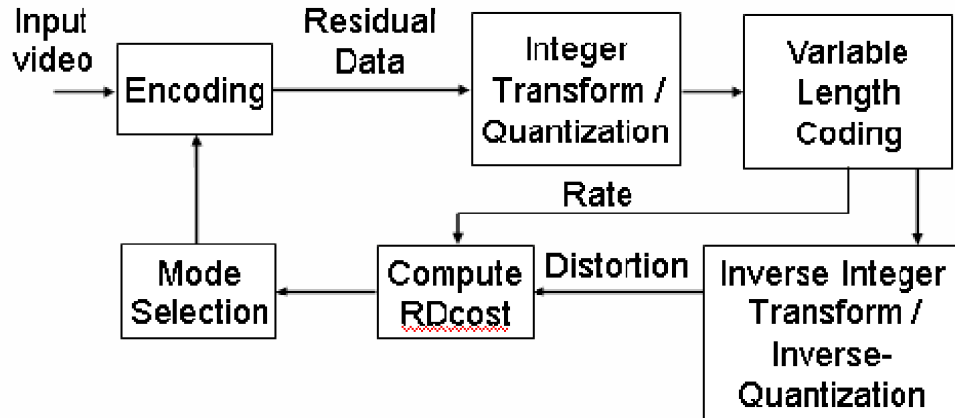 Input
video
Encoding
Residual
Data
Integer
Transform /
Quantization
Variable
Length
Coding
Rate
Mode
Selection
Compute
RDcost
Distortion
Inverse Integer
Transform /
Inverse-
Quantization